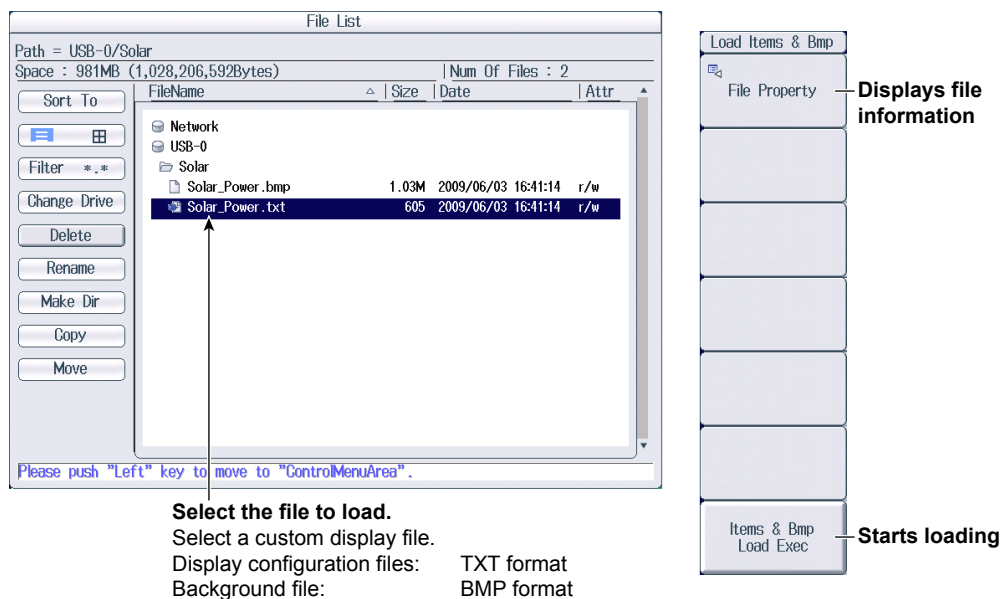 File List
Path = USB-0/Solar
Space : 981MB (1,028,206,592Bytes) Num Of Files : 2
FileName Size Date Attr
Sort To
Filter *.*
Change Drive
Delete
Rename
Make Dir
Copy
Move
Network
USB-0
Solar
Solar_Power.bmp 1.03M 2009/06/03 16:41:14 r/w
Solar_Power.txt 605 2009/06/03 16:41:14 r/w
Please push "Left" key to move to "ControlMenuArea".
Select the file to load.
Select a custom display file.
Display configuration files: TXT format
Background file: BMP format
Load Items & Bmp
File Property
Displays file
information
Items & Bmp
Load Exec
Starts loading